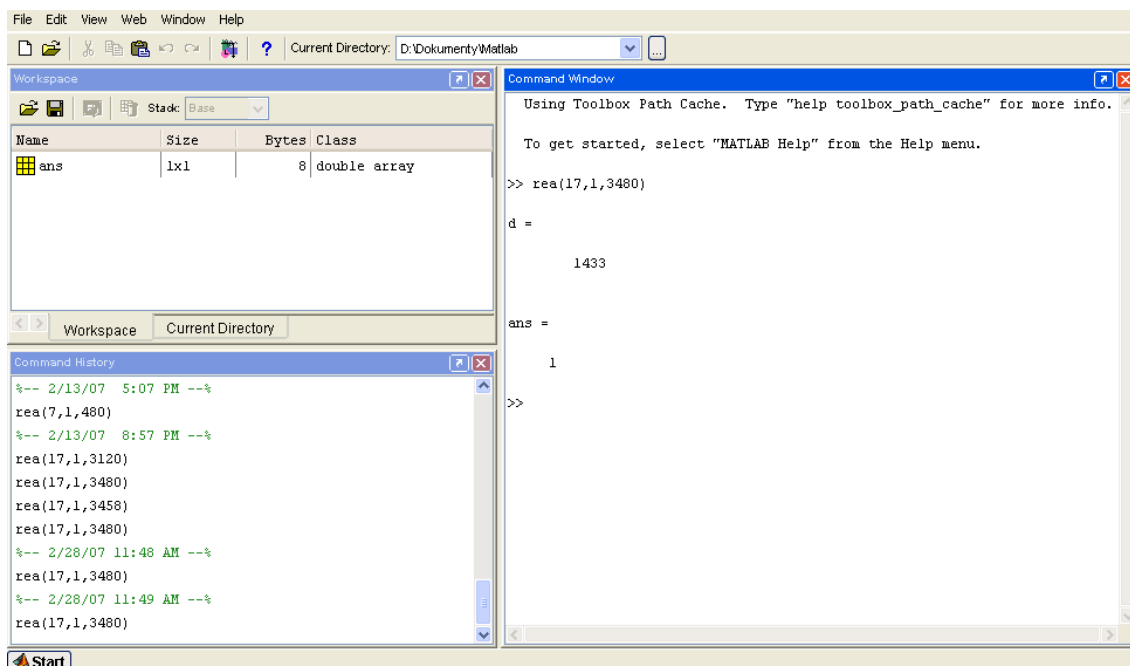 File Edit View Web Window Help
? Current Directory: D:\Dokumenty\Matlab ...
Workspace
Stack: Base
Name Size Bytes Class
ans 1x1 8 double array
Workspace Current Directory
Command History
%-- 2/13/07 5:07 PM --%
rea(7,1,480)
%-- 2/13/07 8:57 PM --%
rea(17,1,3120)
rea(17,1,3480)
rea(17,1,3458)
rea(17,1,3480)
%-- 2/28/07 11:48 AM --%
rea(17,1,3480)
%-- 2/28/07 11:49 AM --%
rea(17,1,3480)
Command Window
Using Toolbox Path Cache. Type "help toolbox_path_cache" for more info.
To get started, select "MATLAB Help" from the Help menu.
>> rea(17,1,3480)
d =
1433
ans =
1
>>
Start